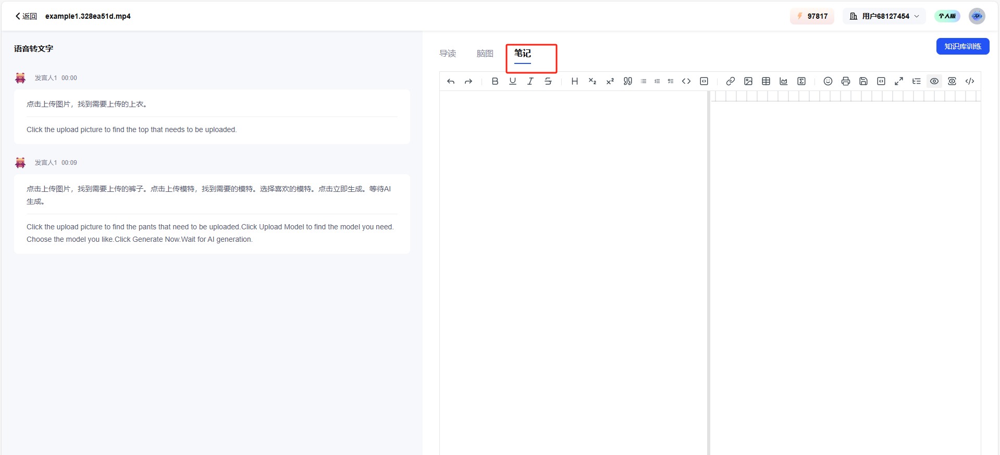 返回 example1.328ea51d.mp4 97817 用户68127454 个人版
语音转文字
发言人1 00:00
点击上传图片，找到需要上传的上衣。
Click the upload picture to find the top that needs to be uploaded.
发言人1 00:09
点击上传图片，找到需要上传的裤子。点击上传模特，找到需要的模特。选择喜欢的模特。点击立即生成。等待AI
生成。
Click the upload picture to find the pants that need to be uploaded.Click Upload Model to find the model you need.
Choose the model you like.Click Generate Now.Wait for AI generation.
导读 脑图 笔记
知识库训练